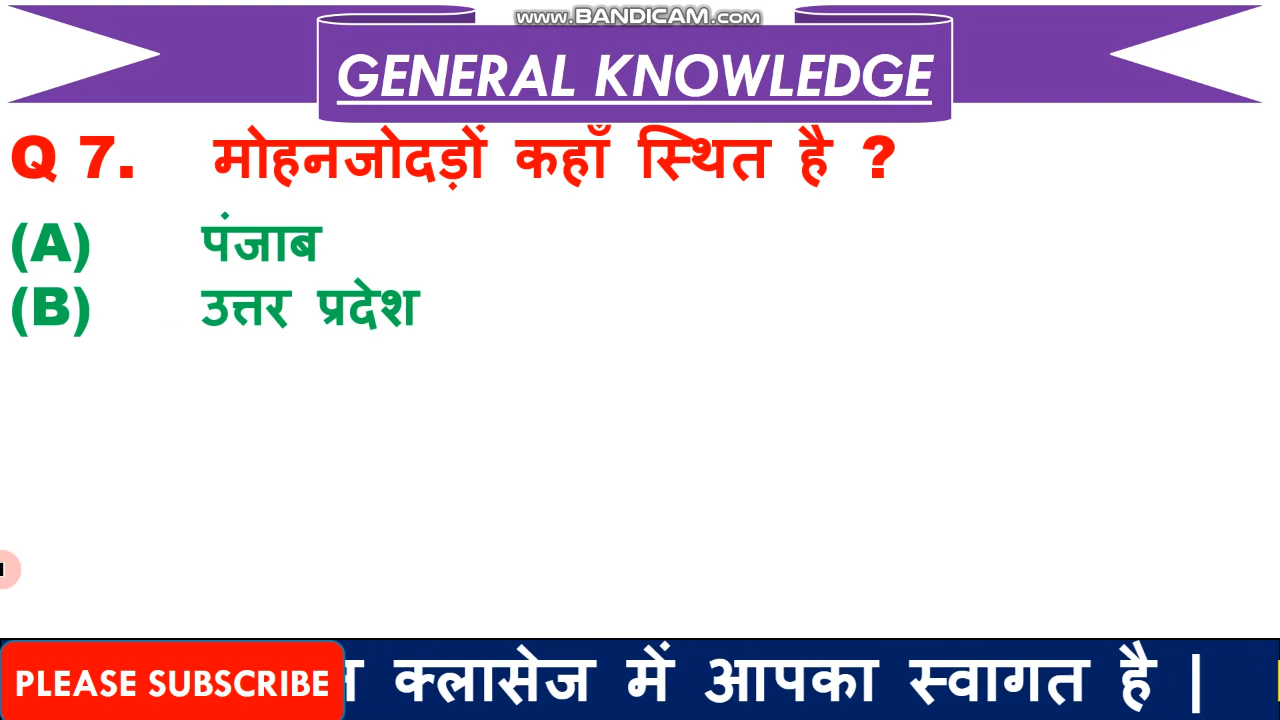 www.BANDICAM.com
GENERAL KNOWLEDGE
Q 7. मोहनजोदड़ों कहाँ स्थित है ?
(A) पंजाब
(B) उत्तर प्रदेश
PLEASE SUBSCRIBE क्लासेज में आपका स्वागत है |